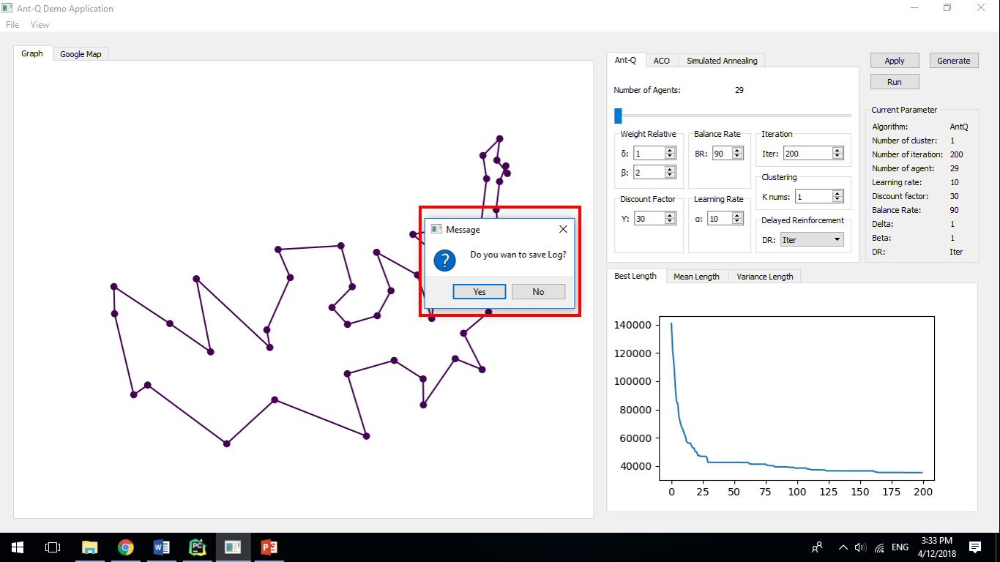 Ant-Q Demo Application
File View
Graph Google Map
Message
Do you wan to save Log?
Yes No
Ant-Q ACO Simulated Annealing
Number of Agents: 29
Weight Relative
δ: 1
β: 2
Balance Rate
BR: 90
Iteration
Iter: 200
Clustering
K nums: 1
Discount Factor
Y: 30
Learning Rate
α: 10
Delayed Reinforcement
DR: Iter
Apply Generate
Run
Current Parameter
Algorithm: AntQ
Number of cluster: 1
Number of iteration: 200
Number of agent: 29
Learning rate: 10
Discount factor: 30
Balance Rate: 90
Delta: 1
Beta: 1
DR: Iter
Best Length Mean Length Variance Length
140000
120000
100000
80000
60000
40000
0 25 50 75 100 125 150 175 200
ENG
3:33 PM
4/12/2018